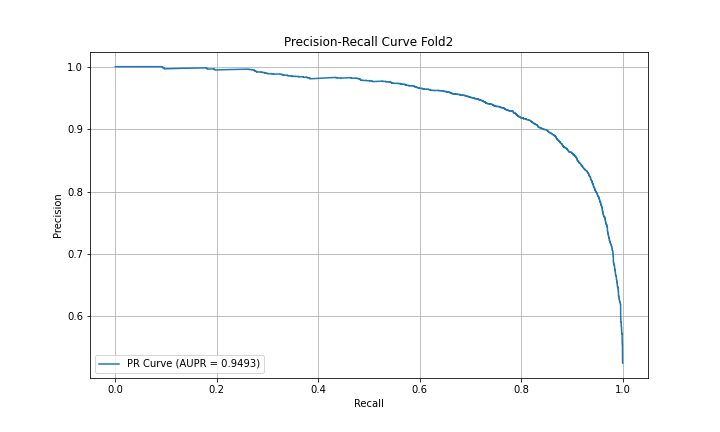 Precision-Recall Curve Fold2
1.0
0.9
0.8
0.7
0.6
Precision
PR Curve (AUPR = 0.9493)
0.0 0.2 0.4 0.6 0.8 1.0
Recall